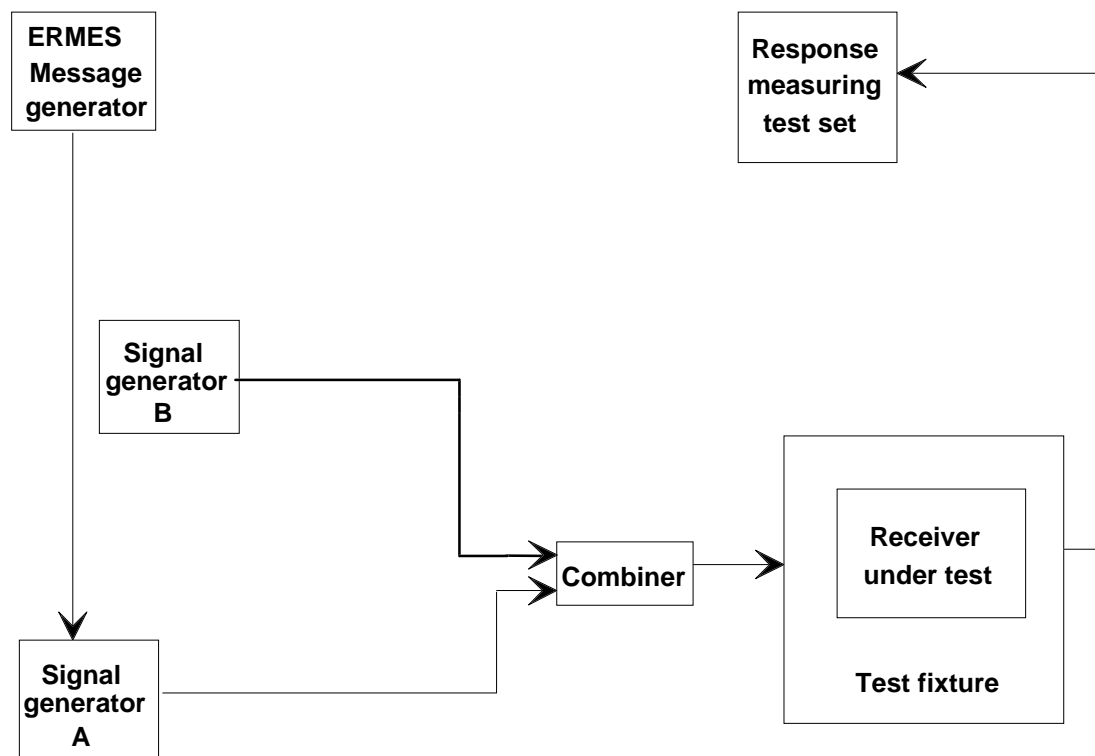 ERMES
Message
generator
Response
measuring
test set
Signal
generator
B
Combiner
Receiver
under test
Test fixture
Signal
generator
A